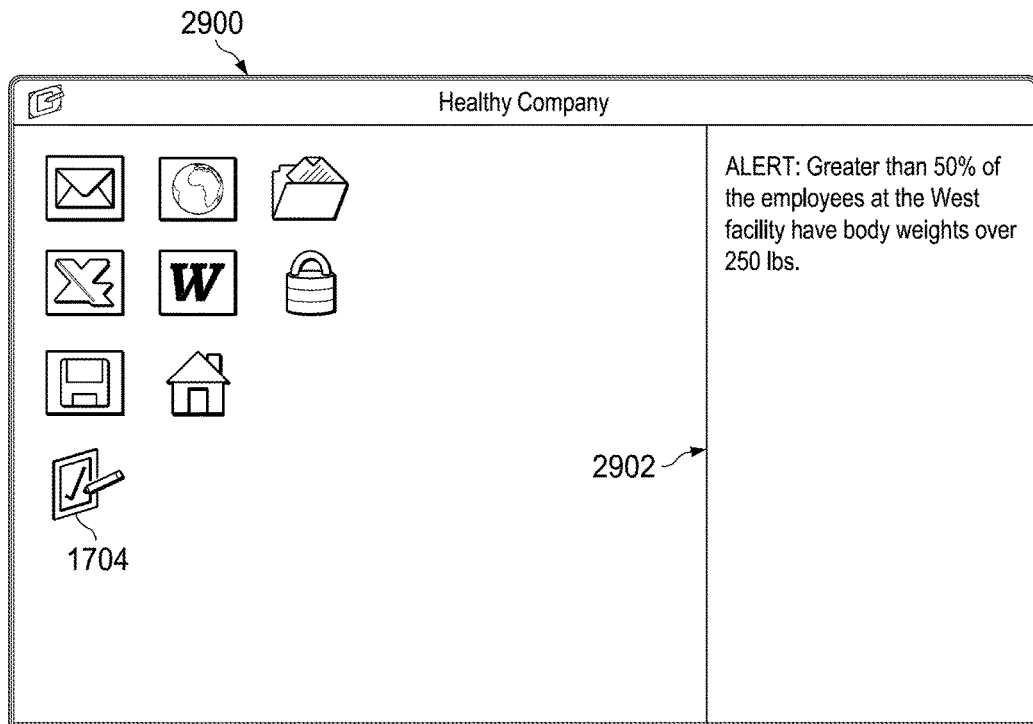 2900
Healthy Company
ALERT: Greater than 50% of
the employees at the West
facility have body weights over
250 lbs.
W
2902
1704